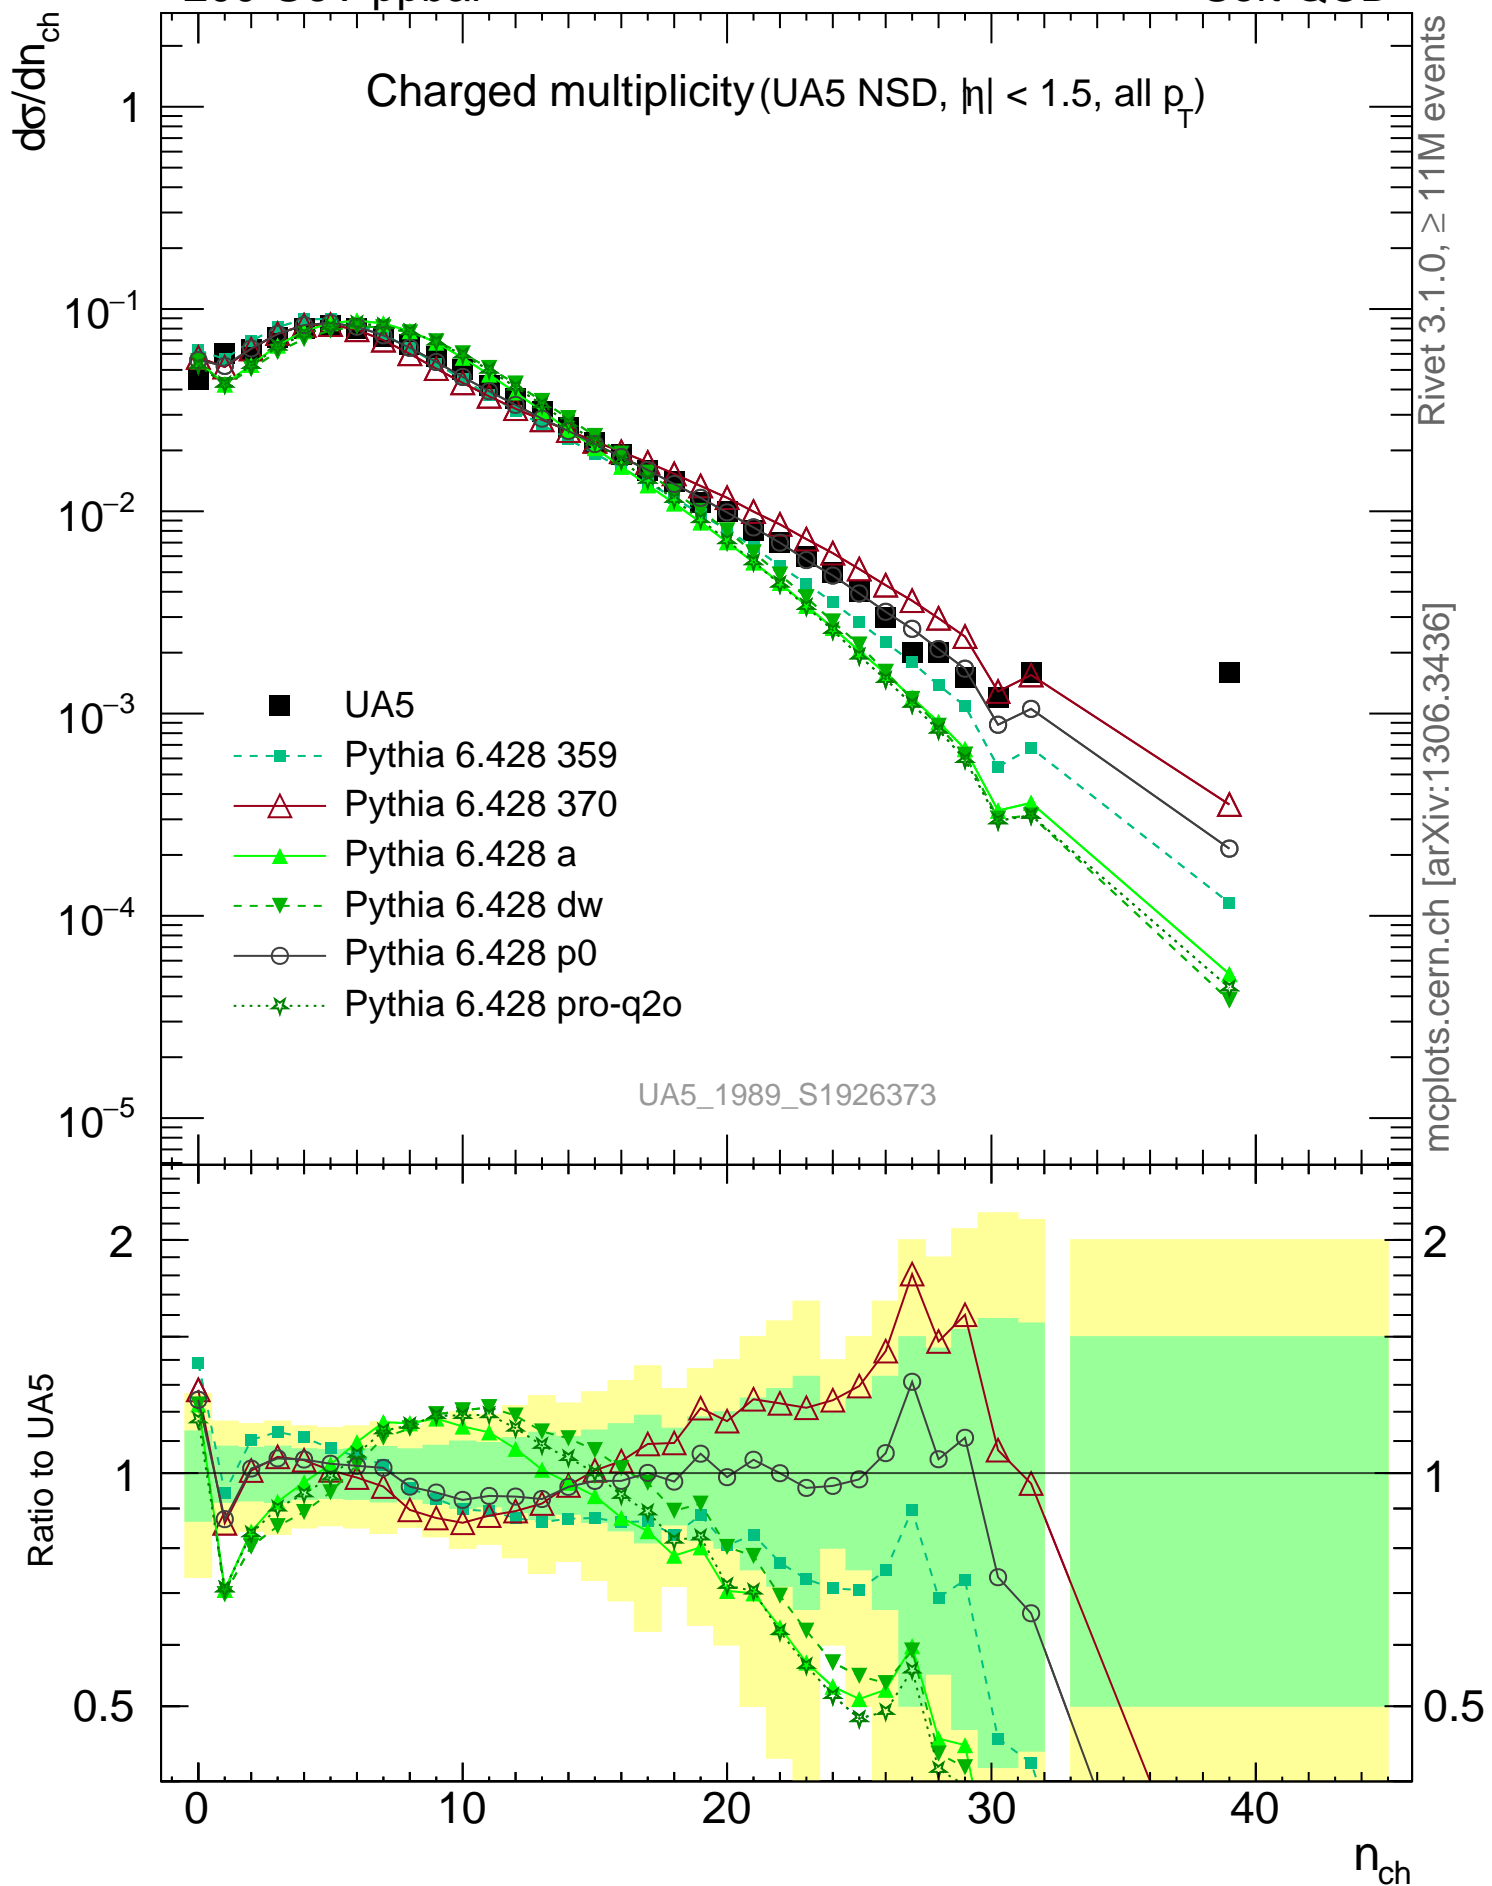 dσ/dn_ch
Charged multiplicity (UA5 NSD, |η| < 1.5, all p_T)
1
10⁻¹
10⁻²
10⁻³
10⁻⁴
10⁻⁵
UA5
Pythia 6.428 359
Pythia 6.428 370
Pythia 6.428 a
Pythia 6.428 dw
Pythia 6.428 p0
Pythia 6.428 pro-q2o
UA5_1989_S1926373
Rivet 3.1.0, ≥ 11M events
mcplots.cern.ch [arXiv:1306.3436]
Ratio to UA5
2
1
0.5
2
1
0.5
0 10 20 30 40
n_ch